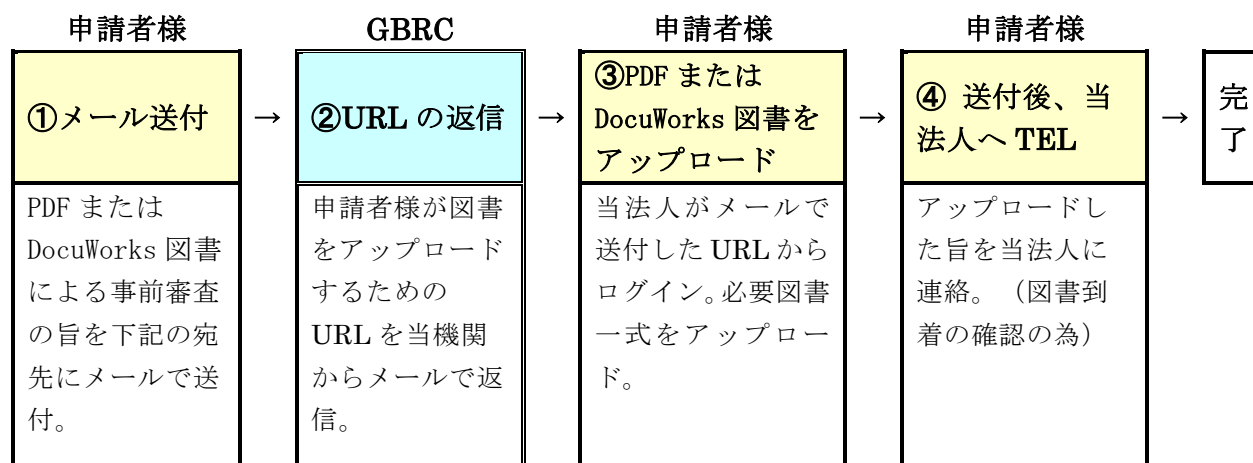 申請者様
GBRC
申請者様
申請者様
①メール送付
→
②URL の返信
→
③PDF または
DocuWorks 図書を
アップロード
→
④ 送付後、当
法人へ TEL
→
完
了
PDF または
DocuWorks 図書
による事前審査
の旨を下記の宛
先にメールで送
付。
申請者様が図書
をアップロード
するための
URL を当機関
からメールで返
信。
当法人がメールで
送付した URL から
ログイン。必要図書
一式をアップロー
ド。
アップロードし
た旨を当法人に
連絡。（図書到
着の確認の為）